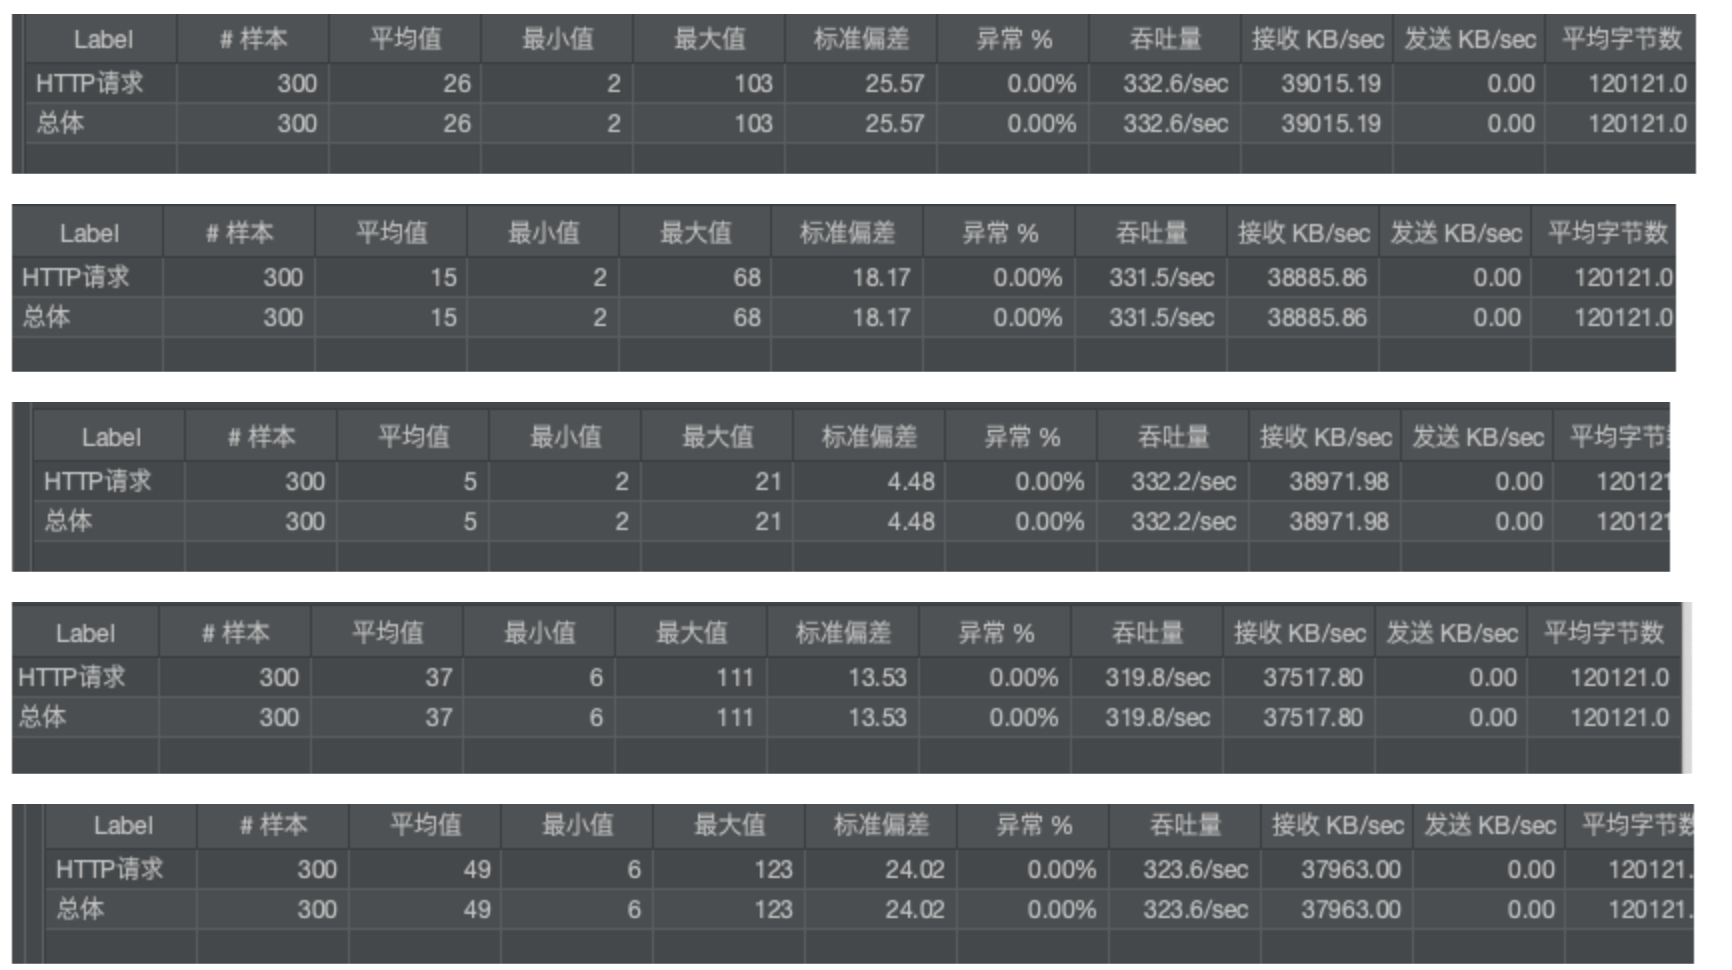 Label # 样本 平均值 最小值 最大值 标准偏差 异常 % 吞吐量 接收 KB/sec 发送 KB/sec 平均字节数
HTTP请求 300 26 2 103 25.57 0.00% 332.6/sec 39015.19 0.00 120121.0
总体 300 26 2 103 25.57 0.00% 332.6/sec 39015.19 0.00 120121.0
Label # 样本 平均值 最小值 最大值 标准偏差 异常 % 吞吐量 接收 KB/sec 发送 KB/sec 平均字节数
HTTP请求 300 15 2 68 18.17 0.00% 331.5/sec 38885.86 0.00 120121.0
总体 300 15 2 68 18.17 0.00% 331.5/sec 38885.86 0.00 120121.0
Label # 样本 平均值 最小值 最大值 标准偏差 异常 % 吞吐量 接收 KB/sec 发送 KB/sec 平均字节
HTTP请求 300 5 2 21 4.48 0.00% 332.2/sec 38971.98 0.00 120121
总体 300 5 2 21 4.48 0.00% 332.2/sec 38971.98 0.00 120121
Label # 样本 平均值 最小值 最大值 标准偏差 异常 % 吞吐量 接收 KB/sec 发送 KB/sec 平均字节数
HTTP请求 300 37 6 111 13.53 0.00% 319.8/sec 37517.80 0.00 120121.0
总体 300 37 6 111 13.53 0.00% 319.8/sec 37517.80 0.00 120121.0
Label # 样本 平均值 最小值 最大值 标准偏差 异常 % 吞吐量 接收 KB/sec 发送 KB/sec 平均字节数
HTTP请求 300 49 6 123 24.02 0.00% 323.6/sec 37963.00 0.00 120121.
总体 300 49 6 123 24.02 0.00% 323.6/sec 37963.00 0.00 120121.